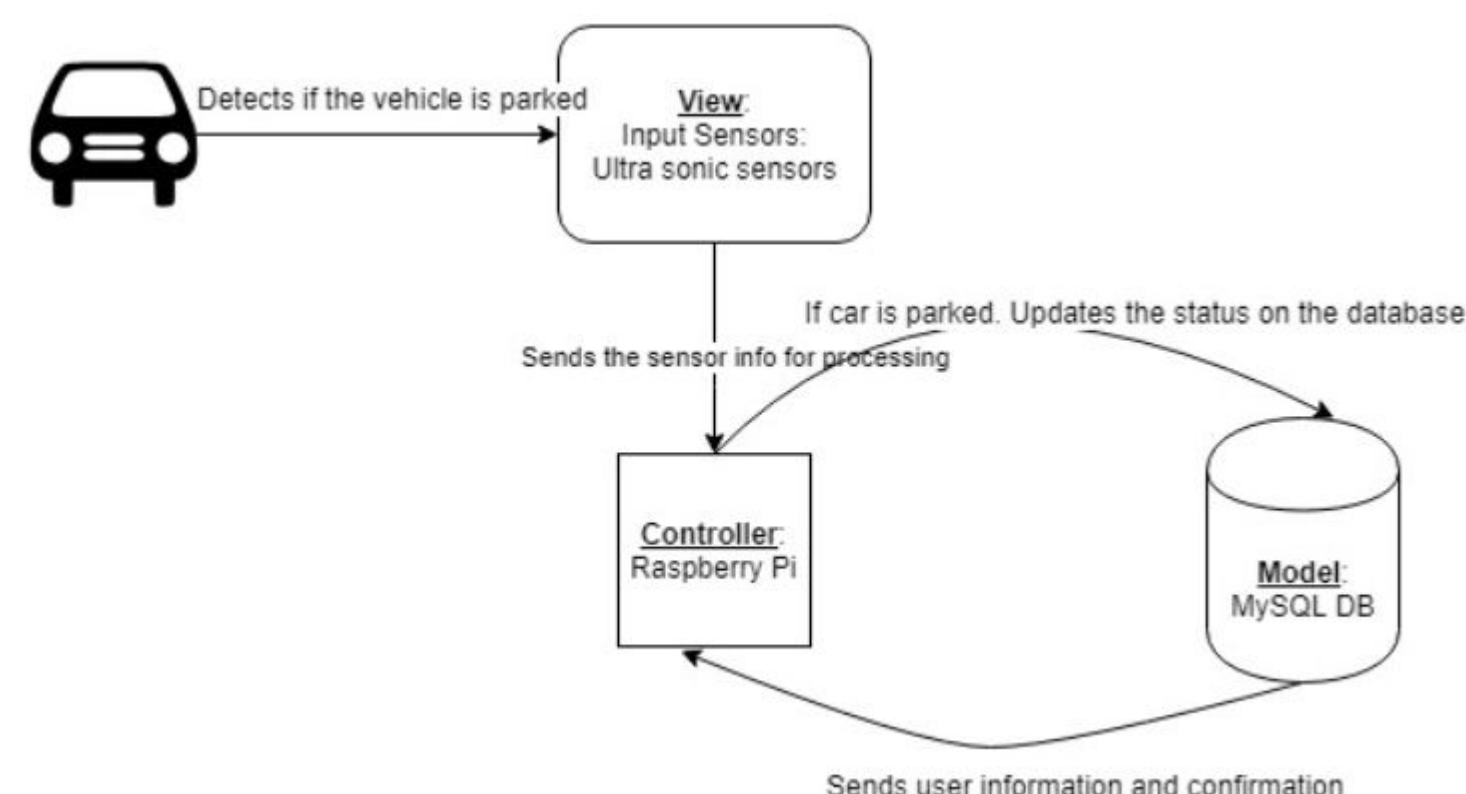 Detects if the vehicle is parked
View:
Input Sensors:
Ultra sonic sensors
If car is parked. Updates the status on the database
Sends the sensor info for processing
Controller:
Raspberry Pi
Model:
MySQL DB
Sends user information and confirmation